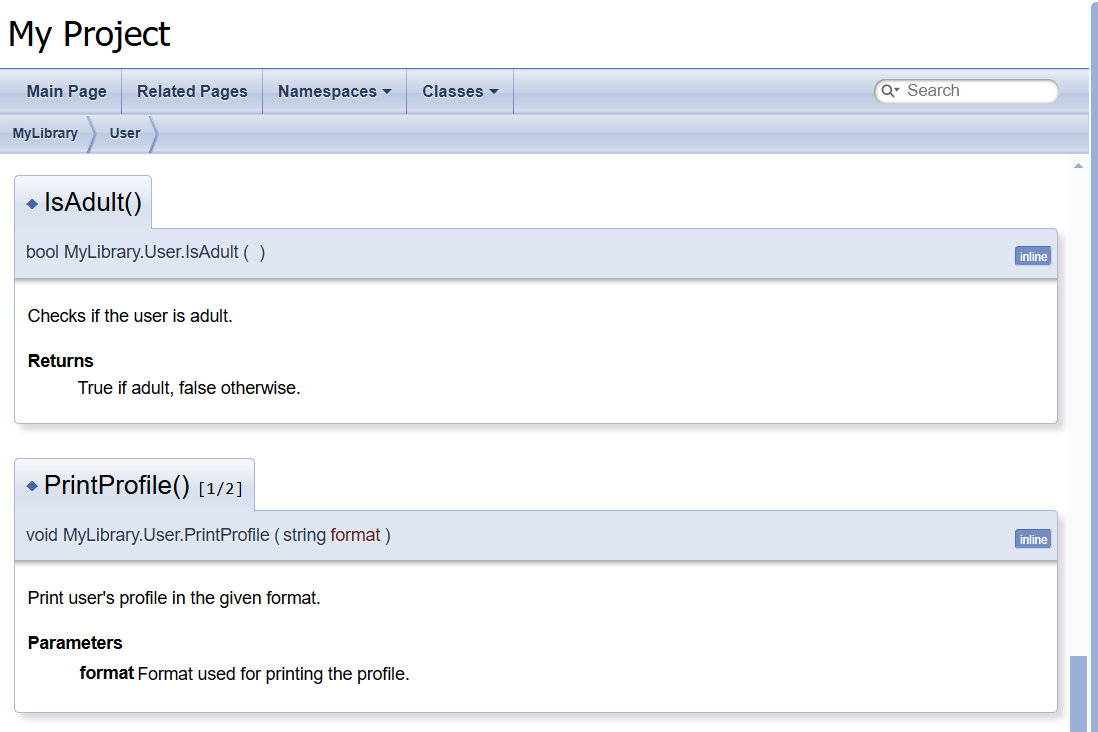 My Project
Main Page Related Pages Namespaces Classes Search
MyLibrary User
IsAdult()
bool MyLibrary.User.IsAdult ( )
inline
Checks if the user is adult.
Returns
True if adult, false otherwise.
PrintProfile() [1/2]
void MyLibrary.User.PrintProfile ( string format )
inline
Print user's profile in the given format.
Parameters
format Format used for printing the profile.